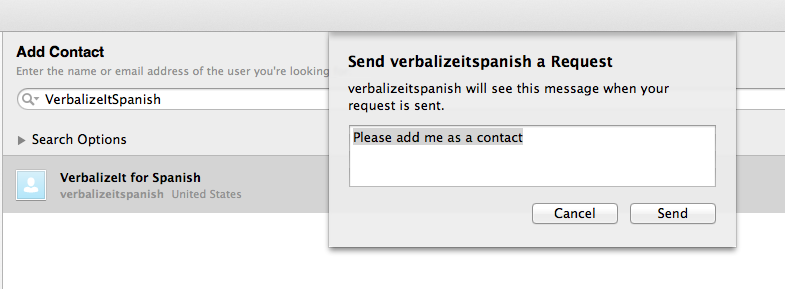 Add Contact
Enter the name or email address of the user you're looking
VerbalizeItSpanish
Search Options
VerbalizeIt for Spanish
verbalizeitspanish United States
Send verbalizeitspanish a Request
verbalizeitspanish will see this message when your
request is sent.
Please add me as a contact
Cancel Send